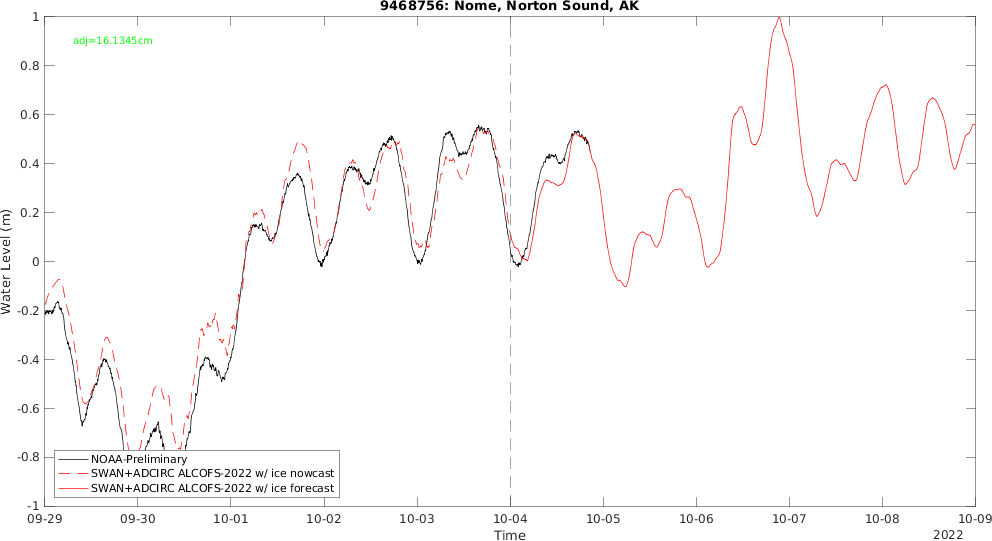 9468756: Nome, Norton Sound, AK
adj=16.1345cm
1
0.8
0.6
0.4
0.2
0
-0.2
-0.4
-0.6
-0.8
-1
Water Level (m)
NOAA-Preliminary
SWAN+ADCIRC ALCOFS-2022 w/ ice nowcast
SWAN+ADCIRC ALCOFS-2022 w/ ice forecast
09-29 09-30 10-01 10-02 10-03 10-04 10-05 10-06 10-07 10-08 10-09
Time
2022